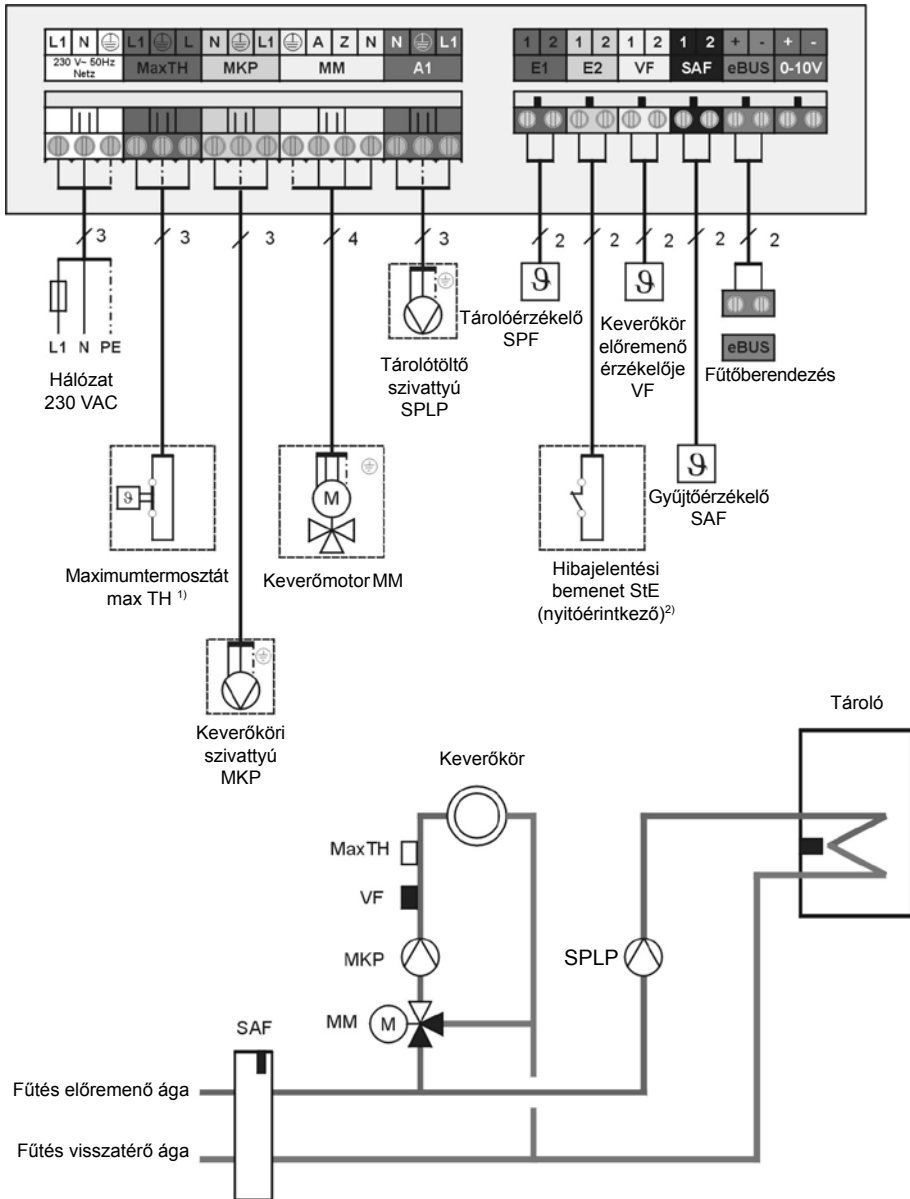 L1 N L1 L N L1 A Z N N L1
230 V~ 50Hz
Netz
MaxTH MKP MM A1
1 2 1 2 1 2 1 2 + - + -
E1 E2 VF SAF eBUS 0-10V
3 3 3 4 3 2 2 2 2 2
L1 N PE
Hálózat
230 VAC
Tárolótöltő
szivattyú
SPLP
ϑ
Tárolóérzékelő
SPF
ϑ
Keverőkör
előremenő
érzékelője
VF
eBUS
Fűtőberendezés
ϑ
Maximumtermosztát
max TH 1)
M
Keverőmotor MM
Hibajelentési
bemenet StE
(nyitóérintkező)2)
ϑ
Gyűjtőérzékelő
SAF
Keverőköri
szivattyú
MKP
Tároló
Keverőkör
MaxTH
VF
MKP
SPLP
MM
M
SAF
Fűtés előremenő ága
Fűtés visszatérő ága